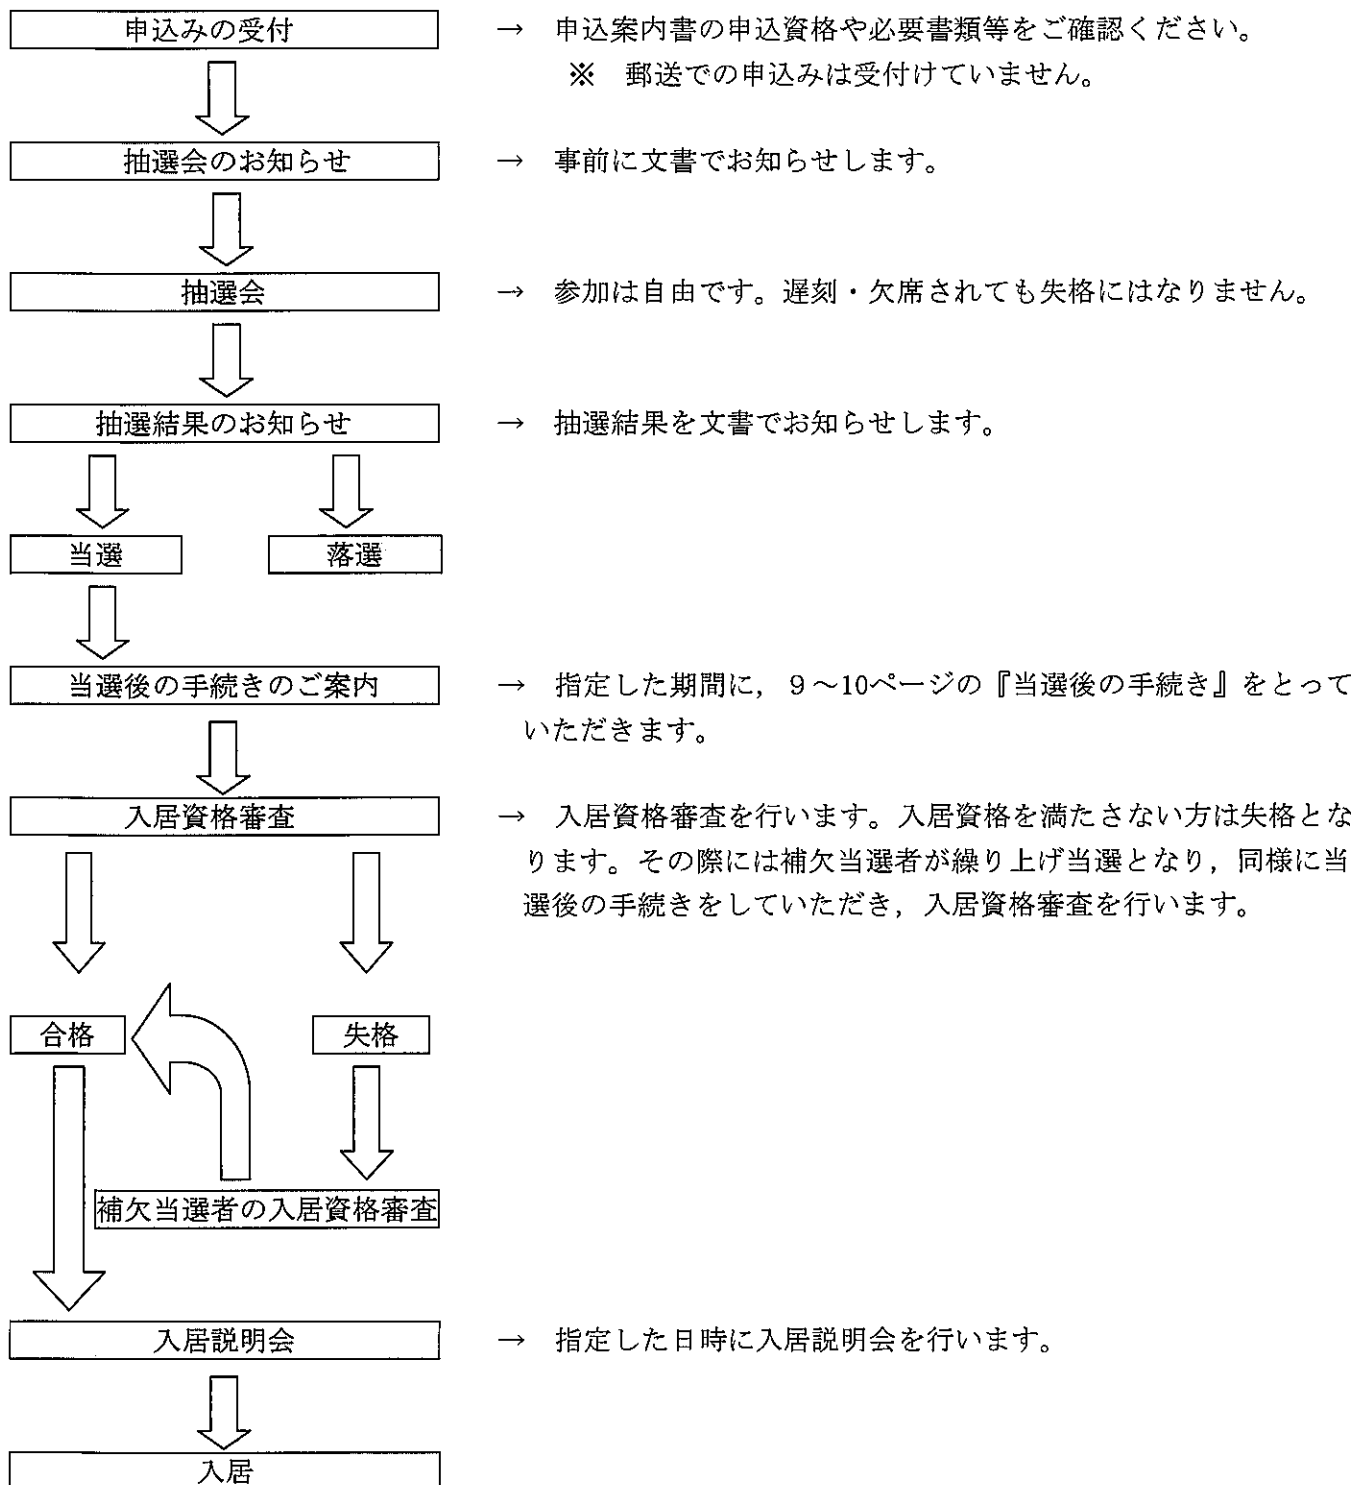 申込みの受付 → 申込案内書の申込資格や必要書類等をご確認ください。
※ 郵送での申込みは受付けていません。
抽選会のお知らせ → 事前に文書でお知らせします。
抽選会 → 参加は自由です。遅刻・欠席されても失格にはなりません。
抽選結果のお知らせ → 抽選結果を文書でお知らせします。
当選 落選
当選後の手続きのご案内 → 指定した期間に，9～10ページの『当選後の手続き』をとって
いただきます。
入居資格審査 → 入居資格審査を行います。入居資格を満たさない方は失格とな
ります。その際には補欠当選者が繰り上げ当選となり，同様に当
選後の手続きをしていただき，入居資格審査を行います。
合格 失格
補欠当選者の入居資格審査
入居説明会 → 指定した日時に入居説明会を行います。
入居